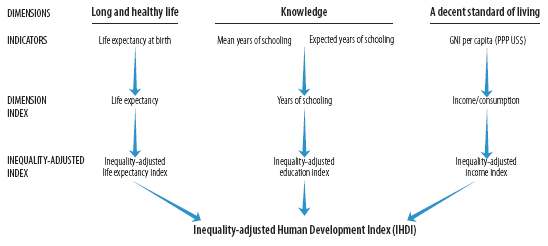 DIMENSIONS Long and healthy life Knowledge A decent standard of living
INDICATORS Life expectancy at birth Mean years of schooling Expected years of schooling GNI per capita (PPP US$)
DIMENSION Life expectancy Years of schooling Income/consumption
INDEX
INEQUALITY-ADJUSTED Inequality-adjusted Inequality-adjusted Inequality-adjusted
INDEX life expectancy index education index income index
Inequality-adjusted Human Development Index (IHDI)